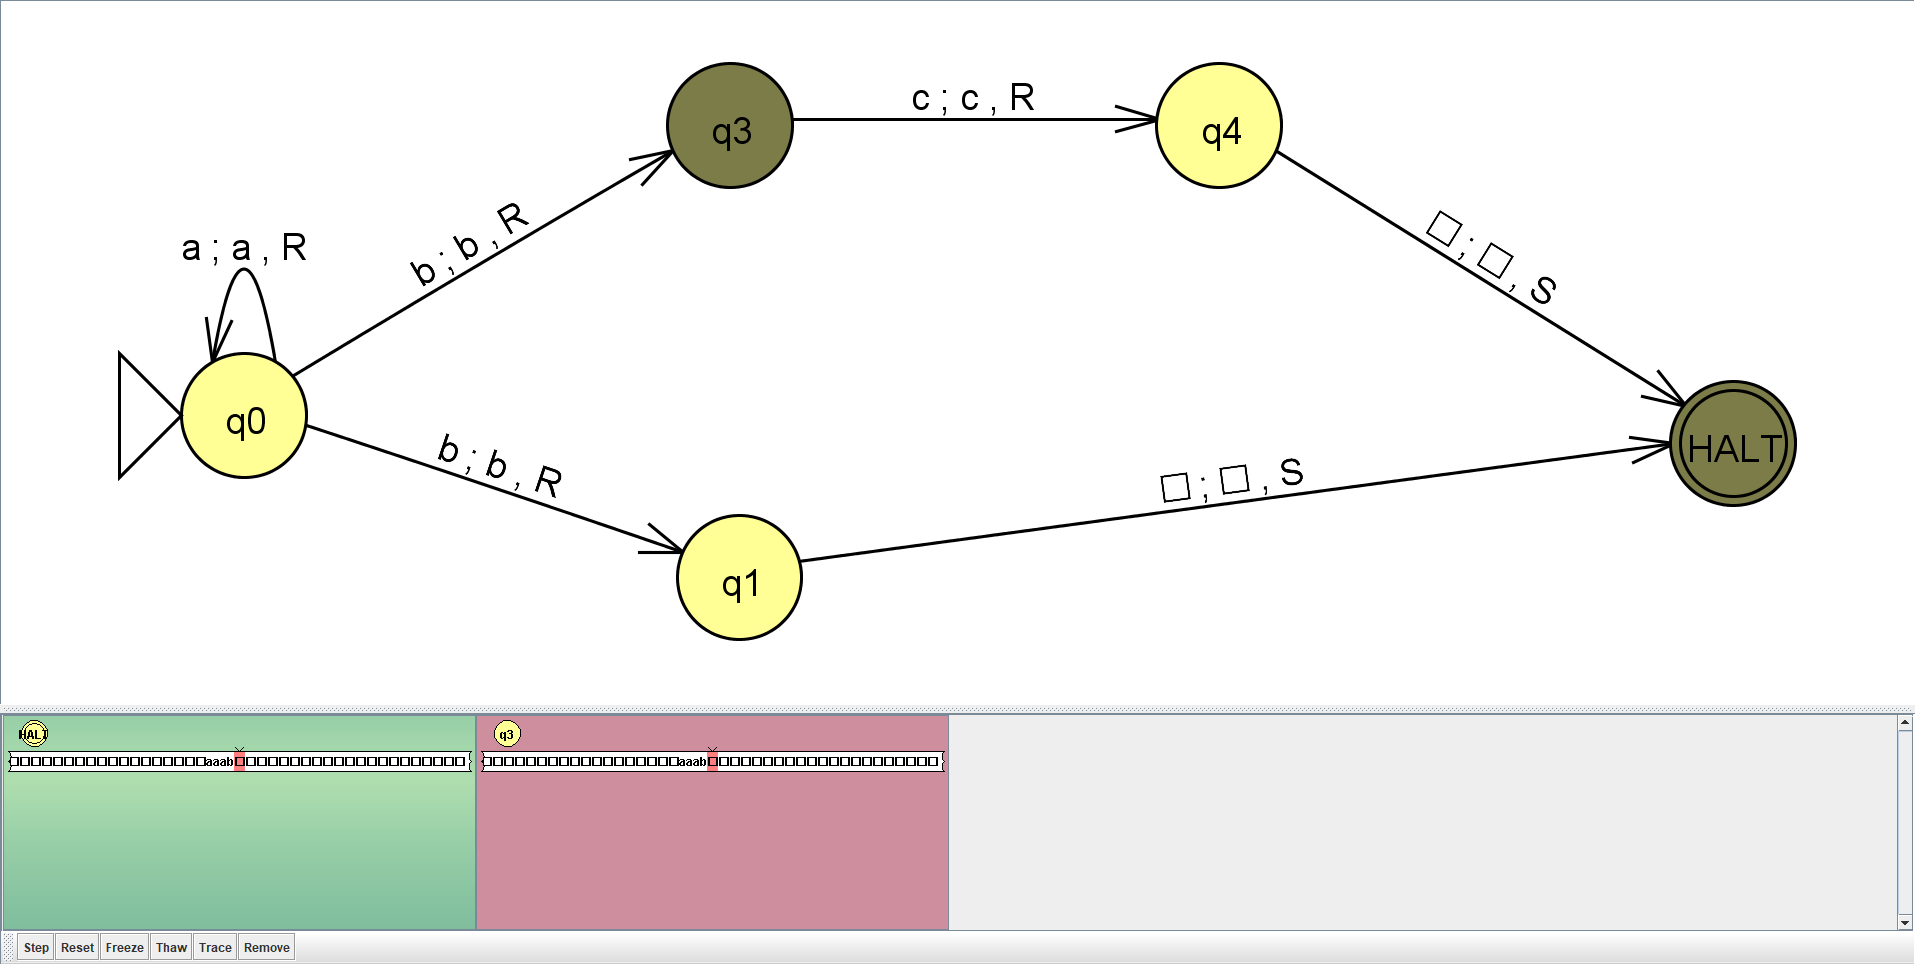 q3
c ; c , R
q4
b ; b , R
□ ; □ , S
a ; a , R
q0
b ; b , R
□ ; □ , S
HALT
q1
HALT
q3
aaab□
aaab□
Step Reset Freeze Thaw Trace Remove